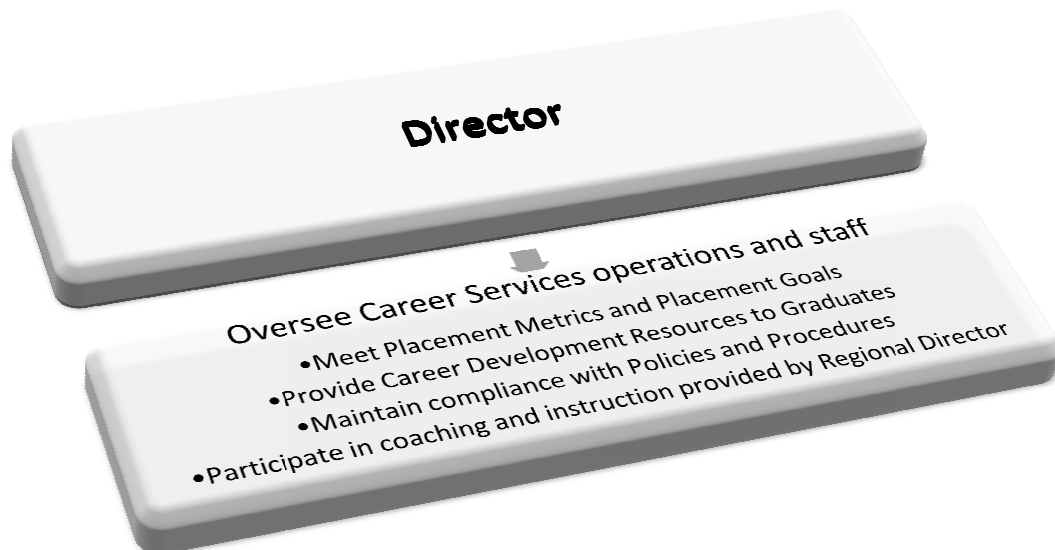 Director
Oversee Career Services operations and staff
•Meet Placement Metrics and Placement Goals
•Provide Career Development Resources to Graduates
•Maintain compliance with Policies and Procedures
•Participate in coaching and instruction provided by Regional Director